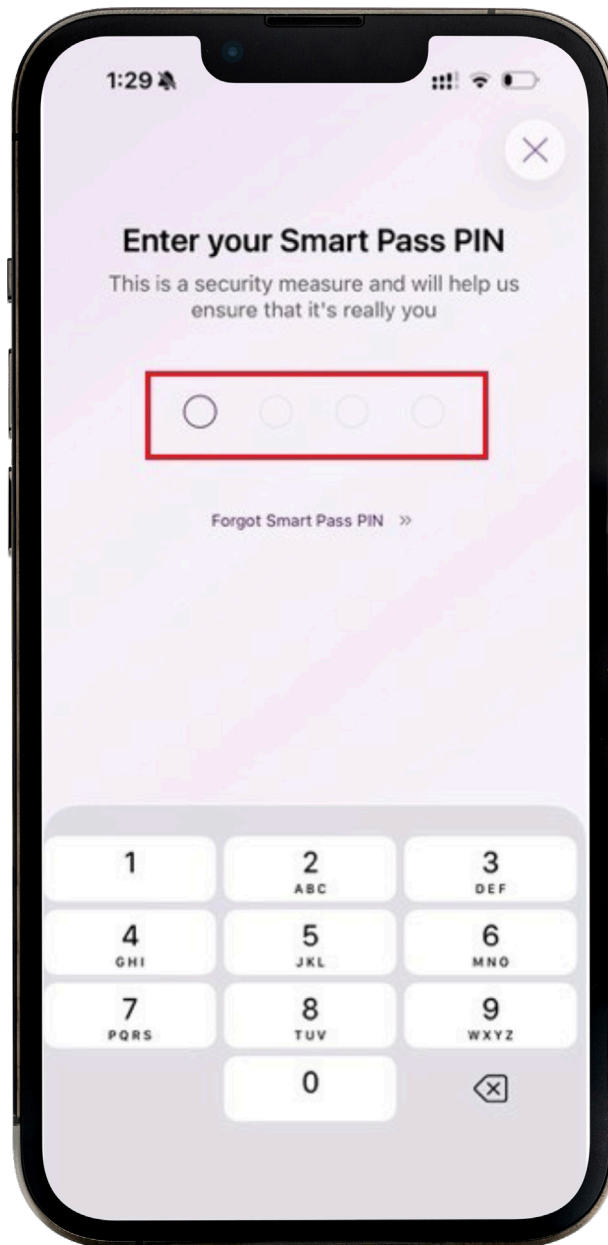 1:29
Enter your Smart Pass PIN
This is a security measure and will help us
ensure that it's really you
Forgot Smart Pass PIN »
1 2 3
ABC DEF
4 5 6
GHI JKL MNO
7 8 9
PQRS TUV WXYZ
0